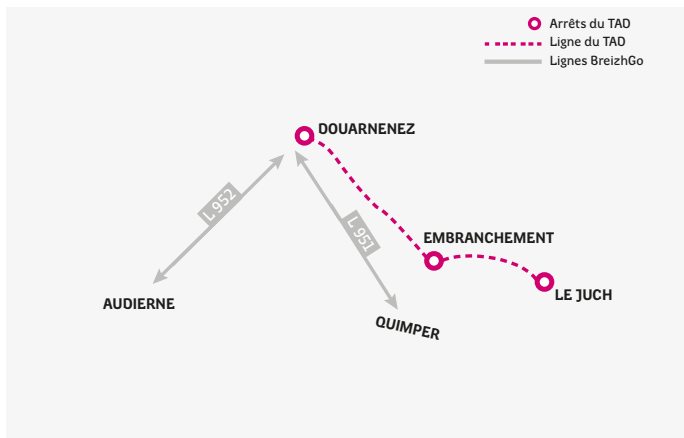 Arrêts du TAD
Ligne du TAD
Lignes BreizhGo
DOUARNENEZ
L 952
L 951
EMBRANCHEMENT
LE JUCH
AUDIERNE
QUIMPER